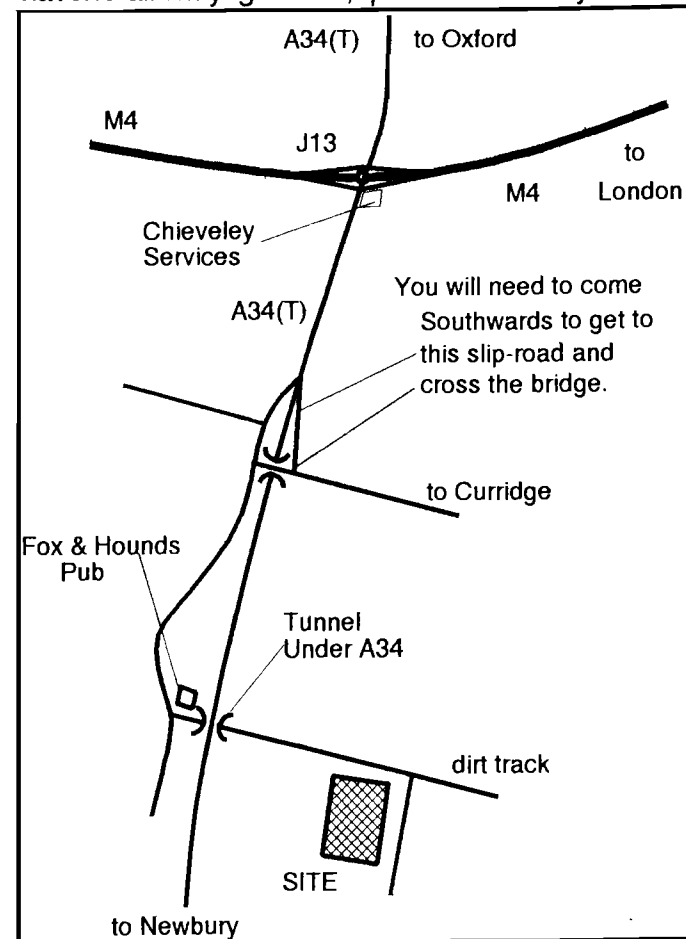 A34(T)
to Oxford
M4
J13
to
London
M4
Chieveley
Services
You will need to come
Southwards to get to
this slip-road and
cross the bridge.
A34(T)
to Curridge
Fox & Hounds
Pub
Tunnel
Under A34
dirt track
SITE
to Newbury